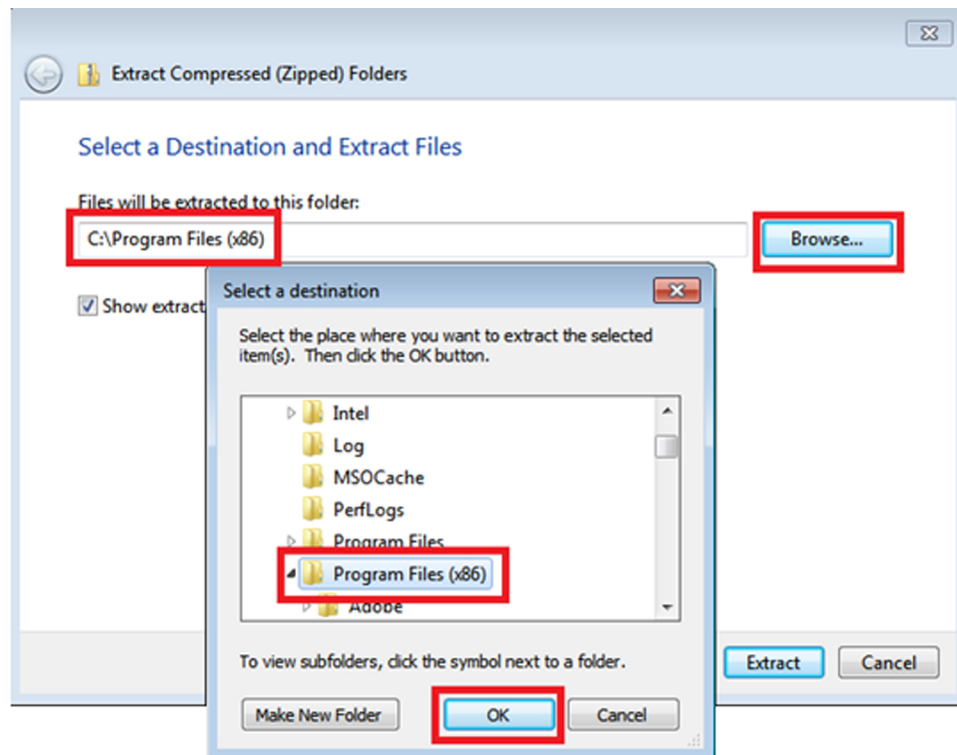 Extract Compressed (Zipped) Folders
Select a Destination and Extract Files
Files will be extracted to this folder:
C:\Program Files (x86)
Browse...
Show extract
Select a destination
Select the place where you want to extract the selected
item(s). Then click the OK button.
Intel
Log
MSOCache
PerfLogs
Program Files
Program Files (x86)
Adobe
To view subfolders, click the symbol next to a folder.
Make New Folder
OK
Cancel
Extract
Cancel